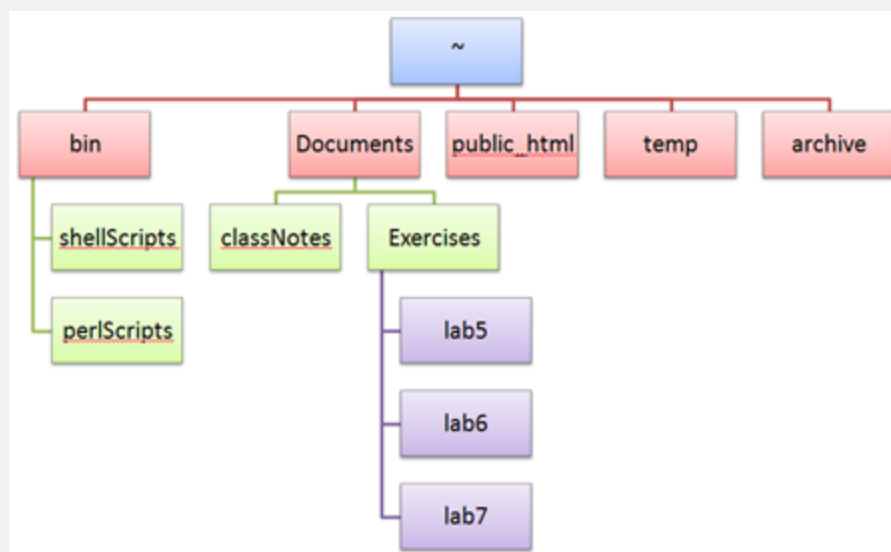 ~
bin
Documents
public_html
temp
archive
shellScripts
classNotes
Exercises
perlScripts
lab5
lab6
lab7